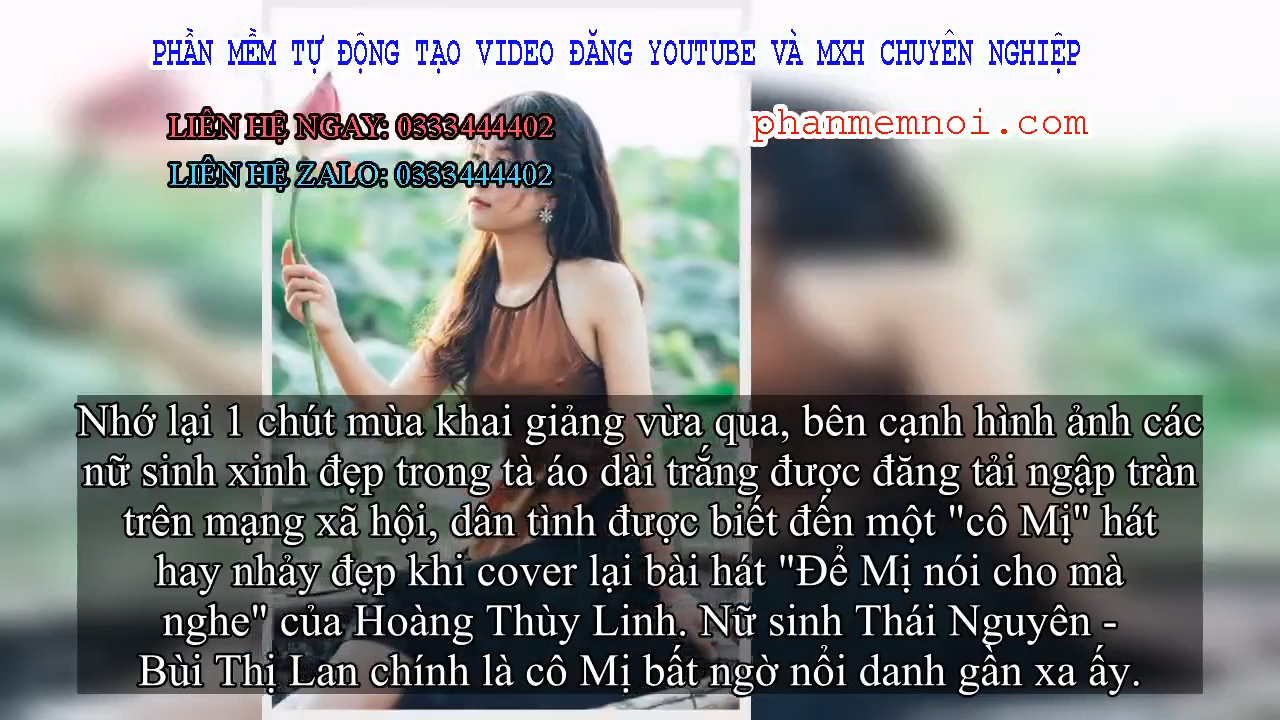 PHẦN MỀM TỰ ĐỘNG TẠO VIDEO ĐĂNG YOUTUBE VÀ MXH CHUYÊN NGHIỆP
LIÊN HỆ NGAY: 0333444402
phanmemnoi.com
LIÊN HỆ ZALO: 0333444402
Nhớ lại 1 chút mùa khai giảng vừa qua, bên cạnh hình ảnh các
nữ sinh xinh đẹp trong tà áo dài trắng được đăng tải ngập tràn
trên mạng xã hội, dân tình được biết đến một "cô Mị" hát
hay nhảy đẹp khi cover lại bài hát "Để Mị nói cho mà
nghe" của Hoàng Thùy Linh. Nữ sinh Thái Nguyên -
Bùi Thị Lan chính là cô Mị bất ngờ nổi danh gần xa ấy.